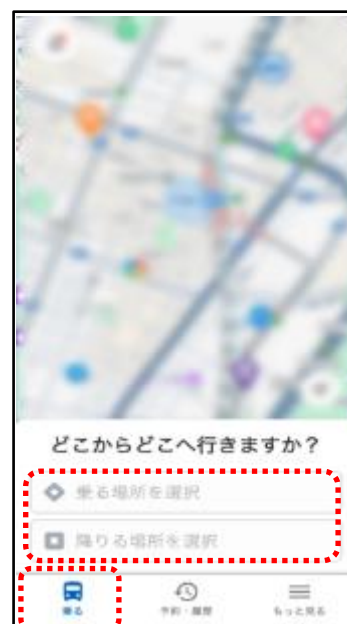 どこからどこへ行きますか？
乗る場所を選択
降りる場所を選択
乗る
予約・履歴
もっと見る